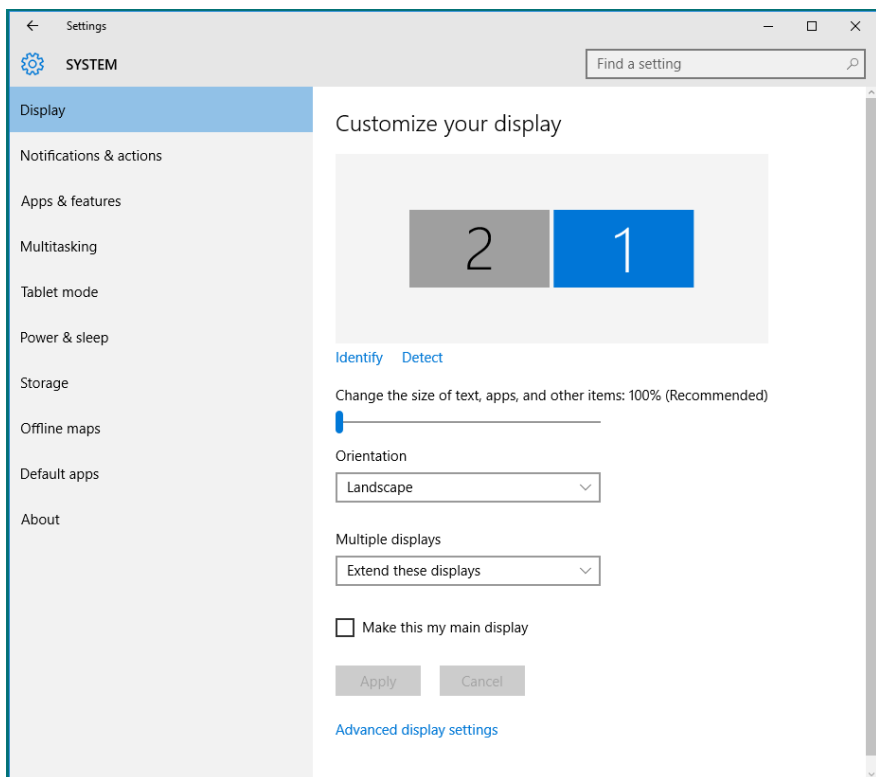 Settings
SYSTEM
Find a setting
Display
Notifications & actions
Apps & features
Multitasking
Tablet mode
Power & sleep
Storage
Offline maps
Default apps
About
Customize your display
2 1
Identify Detect
Change the size of text, apps, and other items: 100% (Recommended)
Orientation
Landscape
Multiple displays
Extend these displays
Make this my main display
Apply Cancel
Advanced display settings